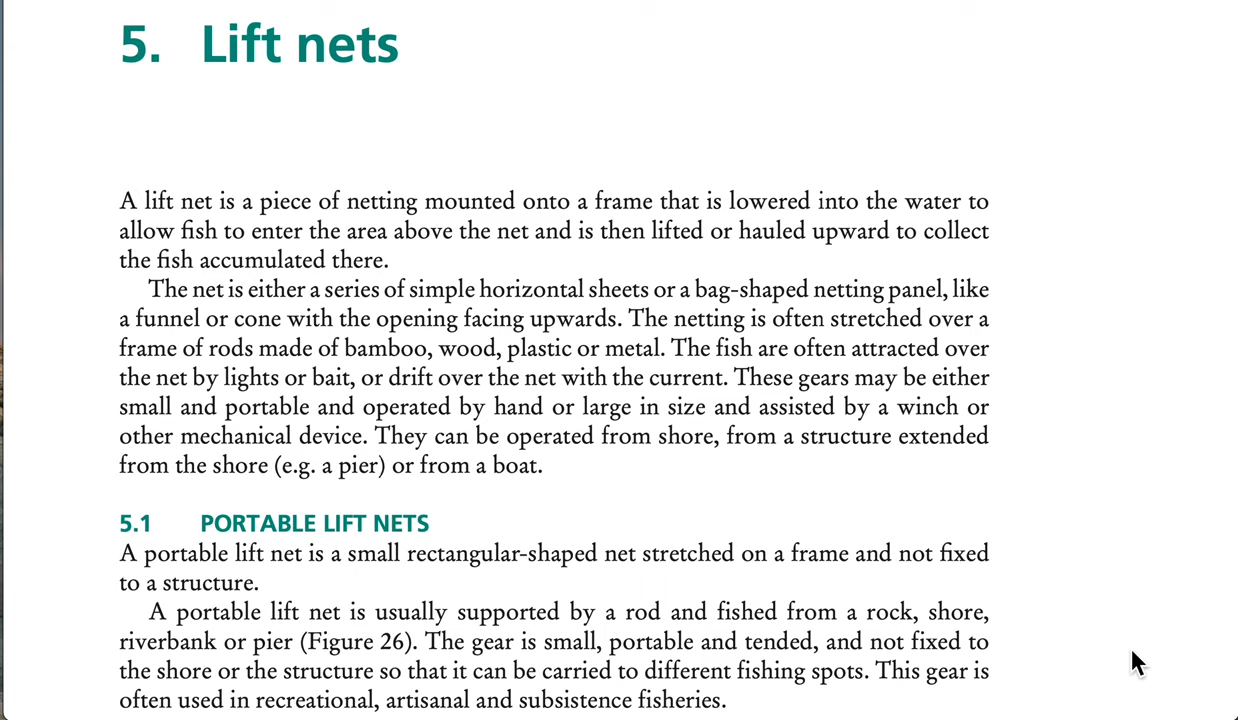 5. Lift nets
A lift net is a piece of netting mounted onto a frame that is lowered into the water to
allow fish to enter the area above the net and is then lifted or hauled upward to collect
the fish accumulated there.
The net is either a series of simple horizontal sheets or a bag-shaped netting panel, like
a funnel or cone with the opening facing upwards. The netting is often stretched over a
frame of rods made of bamboo, wood, plastic or metal. The fish are often attracted over
the net by lights or bait, or drift over the net with the current. These gears may be either
small and portable and operated by hand or large in size and assisted by a winch or
other mechanical device. They can be operated from shore, from a structure extended
from the shore (e.g. a pier) or from a boat.
5.1 PORTABLE LIFT NETS
A portable lift net is a small rectangular-shaped net stretched on a frame and not fixed
to a structure.
A portable lift net is usually supported by a rod and fished from a rock, shore,
riverbank or pier (Figure 26). The gear is small, portable and tended, and not fixed to
the shore or the structure so that it can be carried to different fishing spots. This gear is
often used in recreational, artisanal and subsistence fisheries.